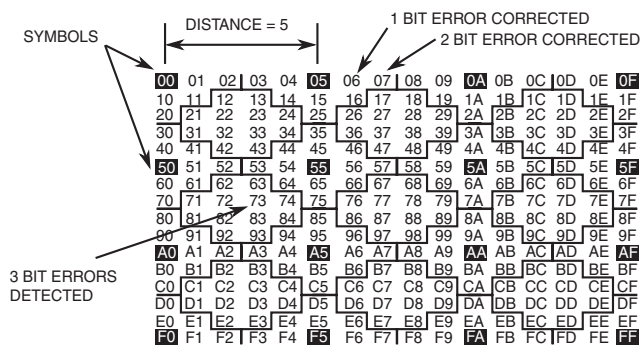 SYMBOLS
DISTANCE = 5
1 BIT ERROR CORRECTED
2 BIT ERROR CORRECTED
00 01 02 03 04 05 06 07 08 09 0A 0B 0C 0D 0E 0F
10 11 12 13 14 15 16 17 18 19 1A 1B 1C 1D 1E 1F
20 21 22 23 24 25 26 27 28 29 2A 2B 2C 2D 2E 2F
30 31 32 33 34 35 36 37 38 39 3A 3B 3C 3D 3E 3F
40 41 42 43 44 45 46 47 48 49 4A 4B 4C 4D 4E 4F
50 51 52 53 54 55 56 57 58 59 5A 5B 5C 5D 5E 5F
60 61 62 63 64 65 66 67 68 69 6A 6B 6C 6D 6E 6F
70 71 72 73 74 75 76 77 78 79 7A 7B 7C 7D 7E 7F
80 81 82 83 84 85 86 87 88 89 8A 8B 8C 8D 8E 8F
90 91 92 93 94 95 96 97 98 99 9A 9B 9C 9D 9E 9F
A0 A1 A2 A3 A4 A5 A6 A7 A8 A9 AA AB AC AD AE AF
B0 B1 B2 B3 B4 B5 B6 B7 B8 B9 BA BB BC BD BE BF
C0 C1 C2 C3 C4 C5 C6 C7 C8 C9 CA CB CC CD CE CF
D0 D1 D2 D3 D4 D5 D6 D7 D8 D9 DA DB DC DD DE DF
E0 E1 E2 E3 E4 E5 E6 E7 E8 E9 EA EB EC ED EE EF
F0 F1 F2 F3 F4 F5 F6 F7 F8 F9 FA FB FC FD FE FF
3 BIT ERRORS
DETECTED